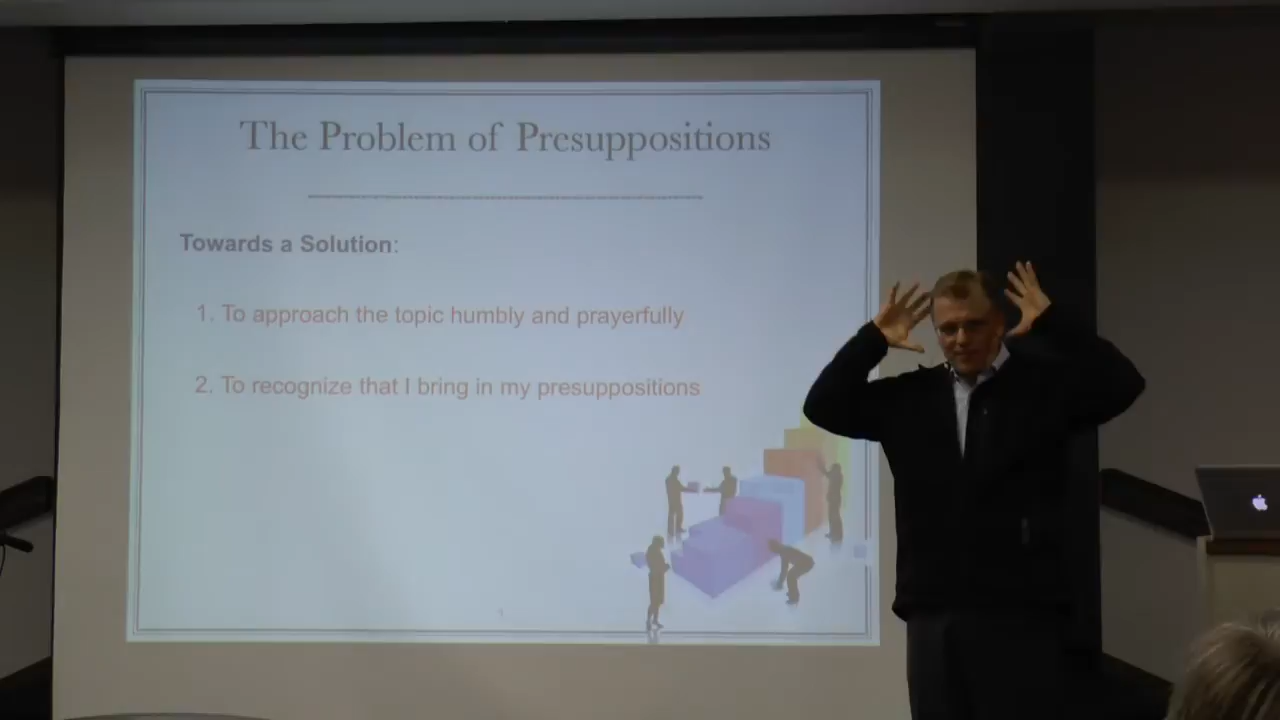 The Problem of Presuppositions
Towards a Solution:
1. To approach the topic humbly and prayerfully
2. To recognize that I bring in my presuppositions